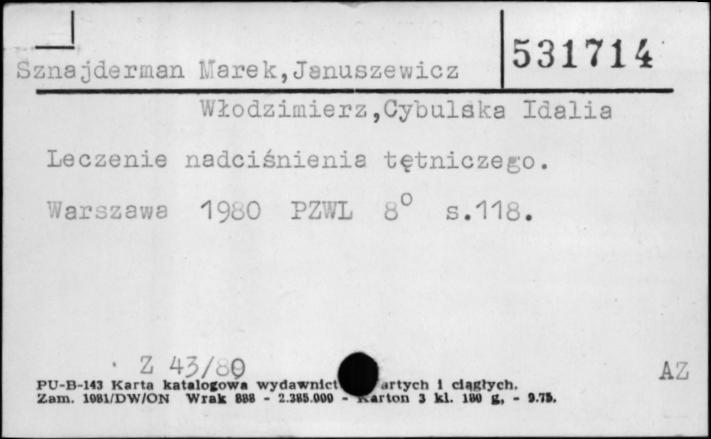 531714
Sznajderman Marek,Januszewicz
Włodzimierz,Cybulska Idalia
Leczenie nadciśnienia tętniczego.
Warszawa 1980 PZWL 8° s.118.
Z 43/80
AZ
PU-B-143 Karta katalogowa wydawnict artych i ciągłych.
Zam. 1081/DW/ON Wrak 888 - 2.385.000 - Karton 3 kl. 180 g, - 9.75.